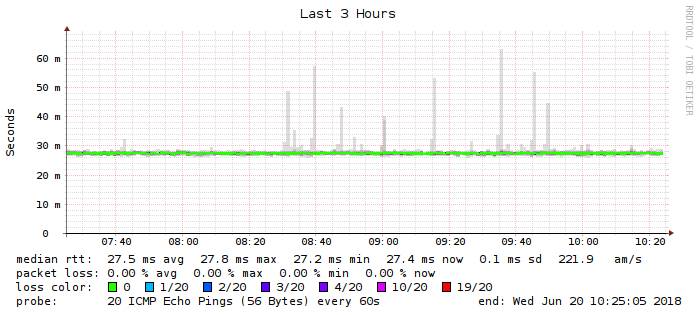 Last 3 Hours
RRDTOOL / TOBI OETIKER
Seconds
60 m
50 m
40 m
30 m
20 m
10 m
0
07:40 08:00 08:20 08:40 09:00 09:20 09:40 10:00 10:20
median rtt: 27.5 ms avg 27.8 ms max 27.2 ms min 27.4 ms now 0.1 ms sd 221.9 am/s
packet loss: 0.00 % avg 0.00 % max 0.00 % min 0.00 % now
loss color: 0 1/20 2/20 3/20 4/20 10/20 19/20
probe: 20 ICMP Echo Pings (56 Bytes) every 60s end: Wed Jun 20 10:25:05 2018